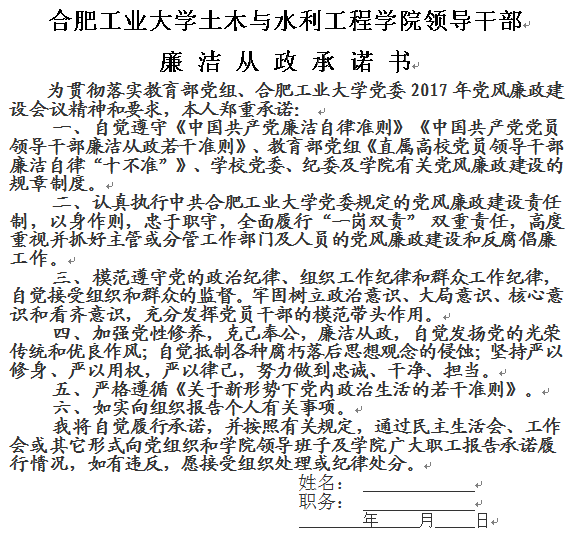 合肥工业大学土木与水利工程学院领导干部
廉 洁 从 政 承 诺 书
为贯彻落实教育部党组、合肥工业大学党委 2017 年党风廉政建
设会议精神和要求，本人郑重承诺：
一、自觉遵守《中国共产党廉洁自律准则》《中国共产党党员
领导干部廉洁从政若干准则》、教育部党组《直属高校党员领导干部
廉洁自律“十不准”》、学校党委、纪委及学院有关党风廉政建设的
规章制度。
二、认真执行中共合肥工业大学党委规定的党风廉政建设责任
制，以身作则，忠于职守，全面履行“一岗双责” 双重责任，高度
重视并抓好主管或分管工作部门及人员的党风廉政建设和反腐倡廉
工作。
三、模范遵守党的政治纪律、组织工作纪律和群众工作纪律，
自觉接受组织和群众的监督。牢固树立政治意识、大局意识、核心意
识和看齐意识，充分发挥党员干部的模范带头作用。
四、加强党性修养，克己奉公，廉洁从政，自觉发扬党的光荣
传统和优良作风；自觉抵制各种腐朽落后思想观念的侵蚀；坚持严以
修身、严以用权，严以律己，努力做到忠诚、干净、担当。
五、严格遵循《关于新形势下党内政治生活的若干准则》。
六、如实向组织报告个人有关事项。
我将自觉履行承诺，并按照有关规定，通过民主生活会、工作
会或其它形式向党组织和学院领导班子及学院广大职工报告承诺履
行情况，如有违反，愿接受组织处理或纪律处分。
姓名：
职务：
年 月 日